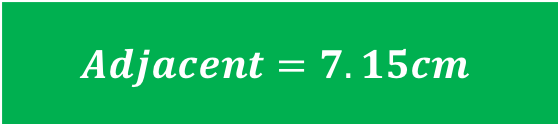 Adjacent = 7.15cm